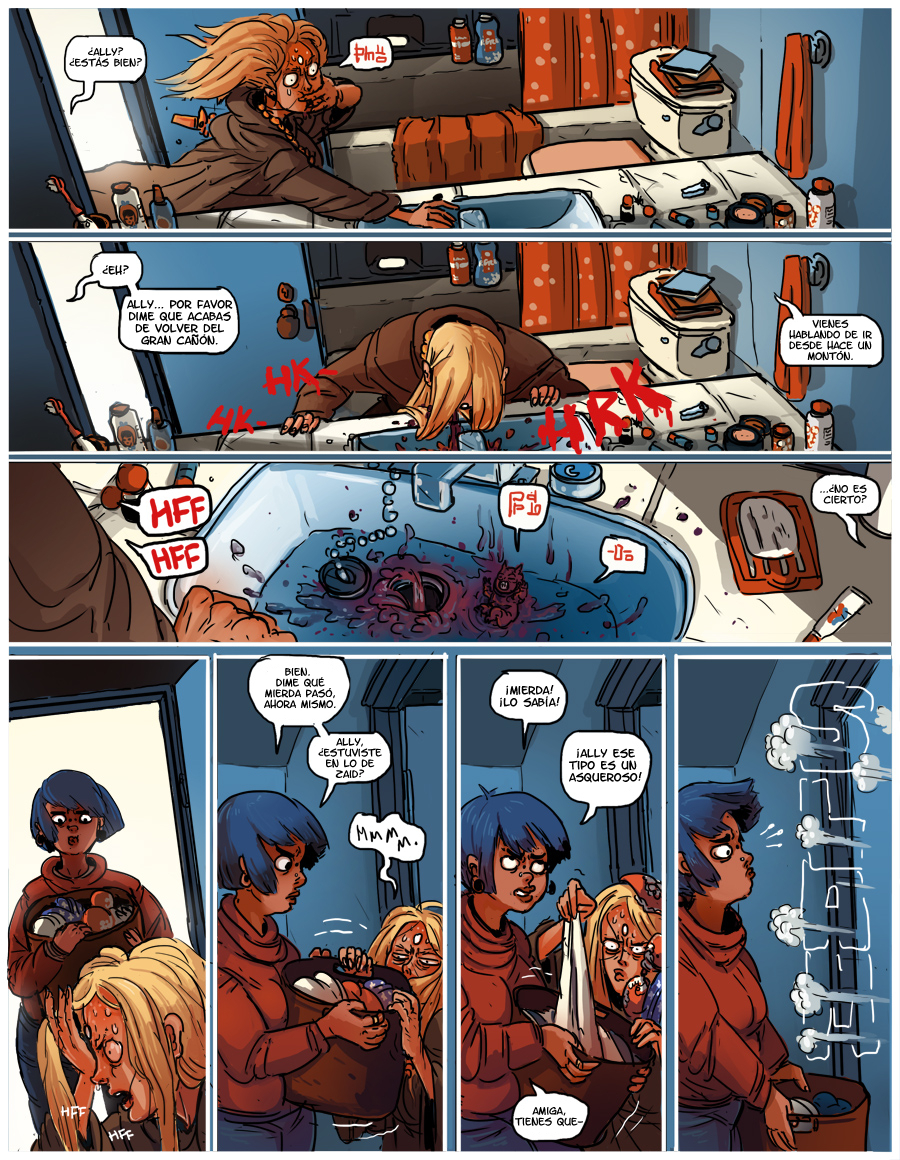 ¿ALLY?
¿ESTÁS BIEN?
¿EH?
ALLY... POR FAVOR
DIME QUE ACABAS
DE VOLVER DEL
GRAN CAÑÓN.
VIENES
HABLANDO DE IR
DESDE HACE UN
MONTÓN.
HK-
HK-
HRK
HFF
HFF
...¿NO ES
CIERTO?
HFF
HFF
BIEN,
DIME QUÉ
MIERDA PASÓ,
AHORA MISMO.
ALLY,
¿ESTUVISTE
EN LO DE
ZAID?
MMMM.
¡MIERDA!
¡LO SABÍA!
¡ALLY ESE
TIPO ES UN
ASQUEROSO!
AMIGA,
TIENES QUE-